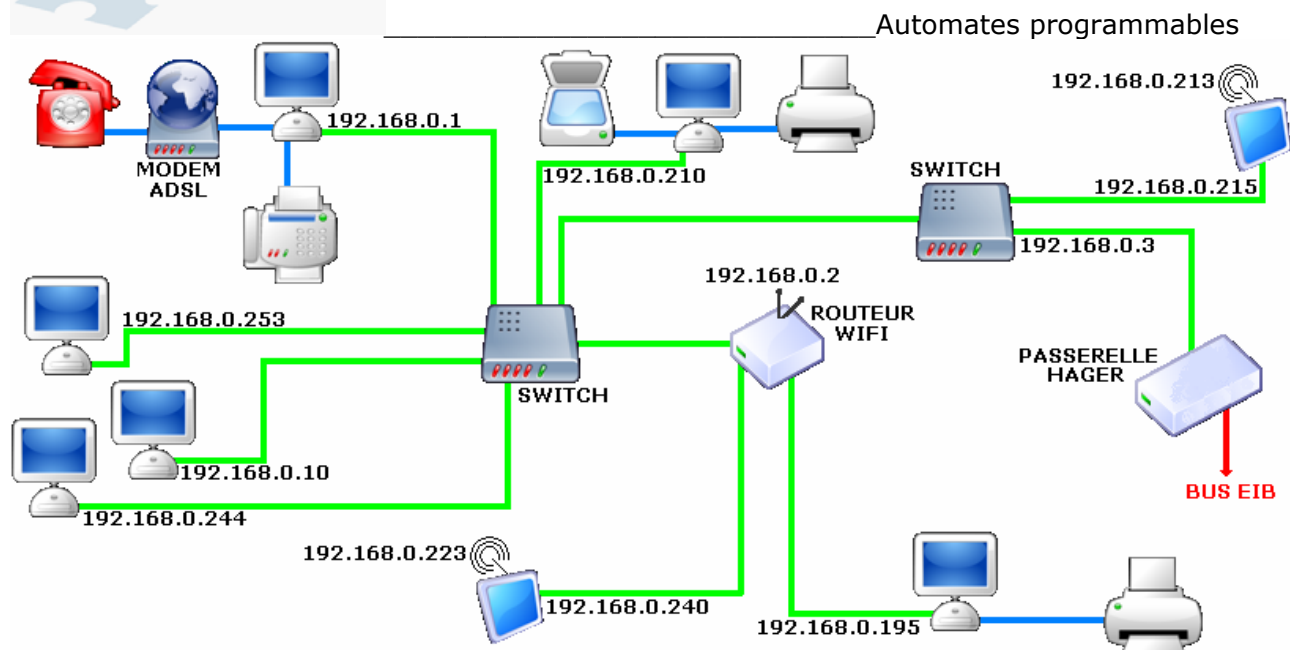 Automates programmables
192.168.0.213
192.168.0.1
MODEM
ADSL
192.168.0.210
SWITCH
192.168.0.215
192.168.0.3
192.168.0.2
ROUTEUR
WIFI
192.168.0.253
SWITCH
PASSERELLE
HAGER
192.168.0.10
BUS EIB
192.168.0.244
192.168.0.223
192.168.0.240
192.168.0.195